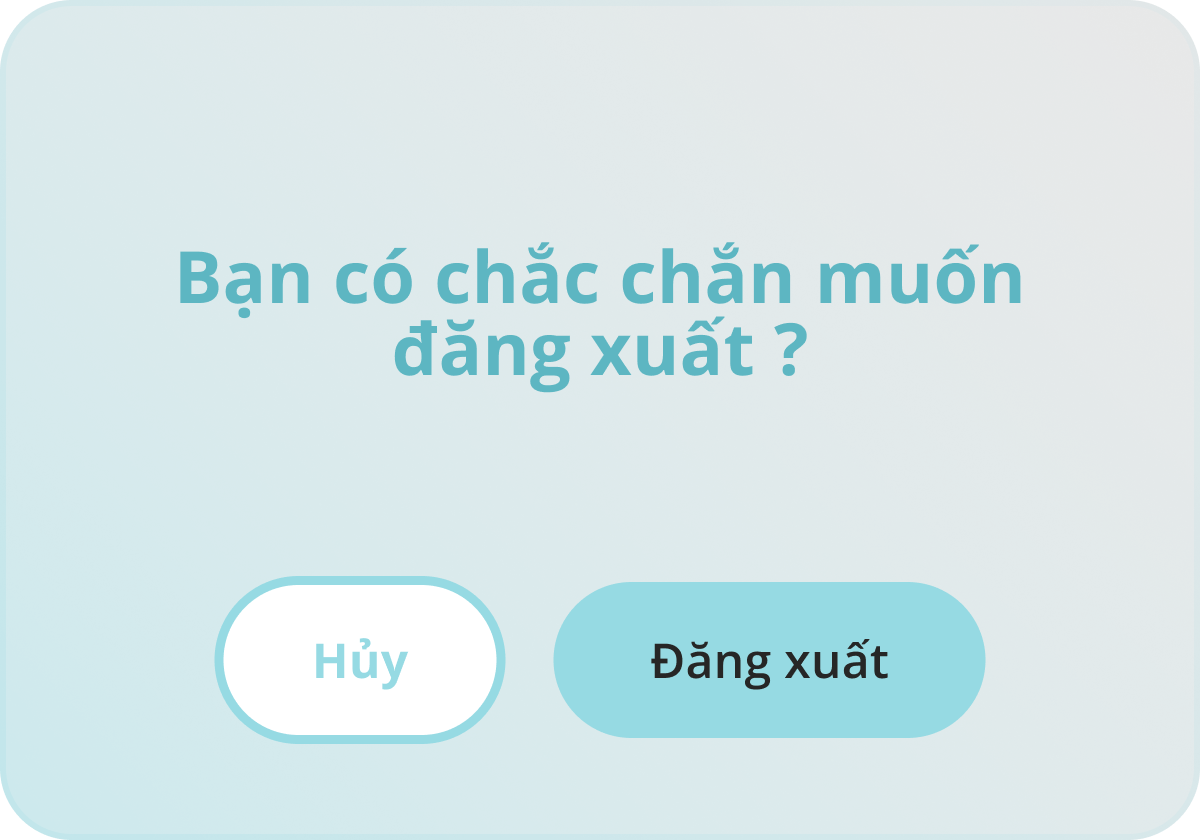 Bạn có chắc chắn muốn
đăng xuất ?
Hủy
Đăng xuất